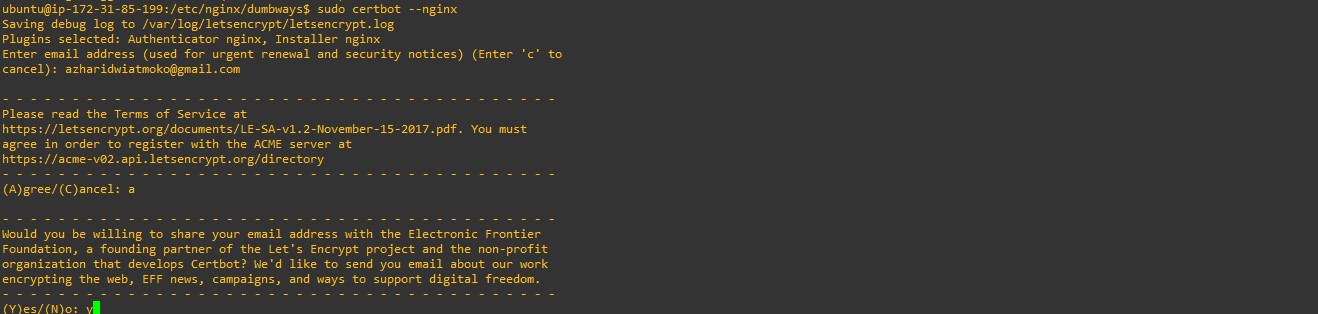 ubuntu@ip-172-31-85-199:/etc/nginx/dumbways$ sudo certbot --nginx
Saving debug log to /var/log/letsencrypt/letsencrypt.log
Plugins selected: Authenticator nginx, Installer nginx
Enter email address (used for urgent renewal and security notices) (Enter 'c' to
cancel): azharidwiatmoko@gmail.com
- - - - - - - - - - - - - - - - - - - - - - - - - - - - - - - - - - - - - - - -
Please read the Terms of Service at
https://letsencrypt.org/documents/LE-SA-v1.2-November-15-2017.pdf. You must
agree in order to register with the ACME server at
https://acme-v02.api.letsencrypt.org/directory
- - - - - - - - - - - - - - - - - - - - - - - - - - - - - - - - - - - - - - - -
(A)gree/(C)ancel: a
- - - - - - - - - - - - - - - - - - - - - - - - - - - - - - - - - - - - - - - -
Would you be willing to share your email address with the Electronic Frontier
Foundation, a founding partner of the Let's Encrypt project and the non-profit
organization that develops Certbot? We'd like to send you email about our work
encrypting the web, EFF news, campaigns, and ways to support digital freedom.
- - - - - - - - - - - - - - - - - - - - - - - - - - - - - - - - - - - - - - - -
(Y)es/(N)o: y